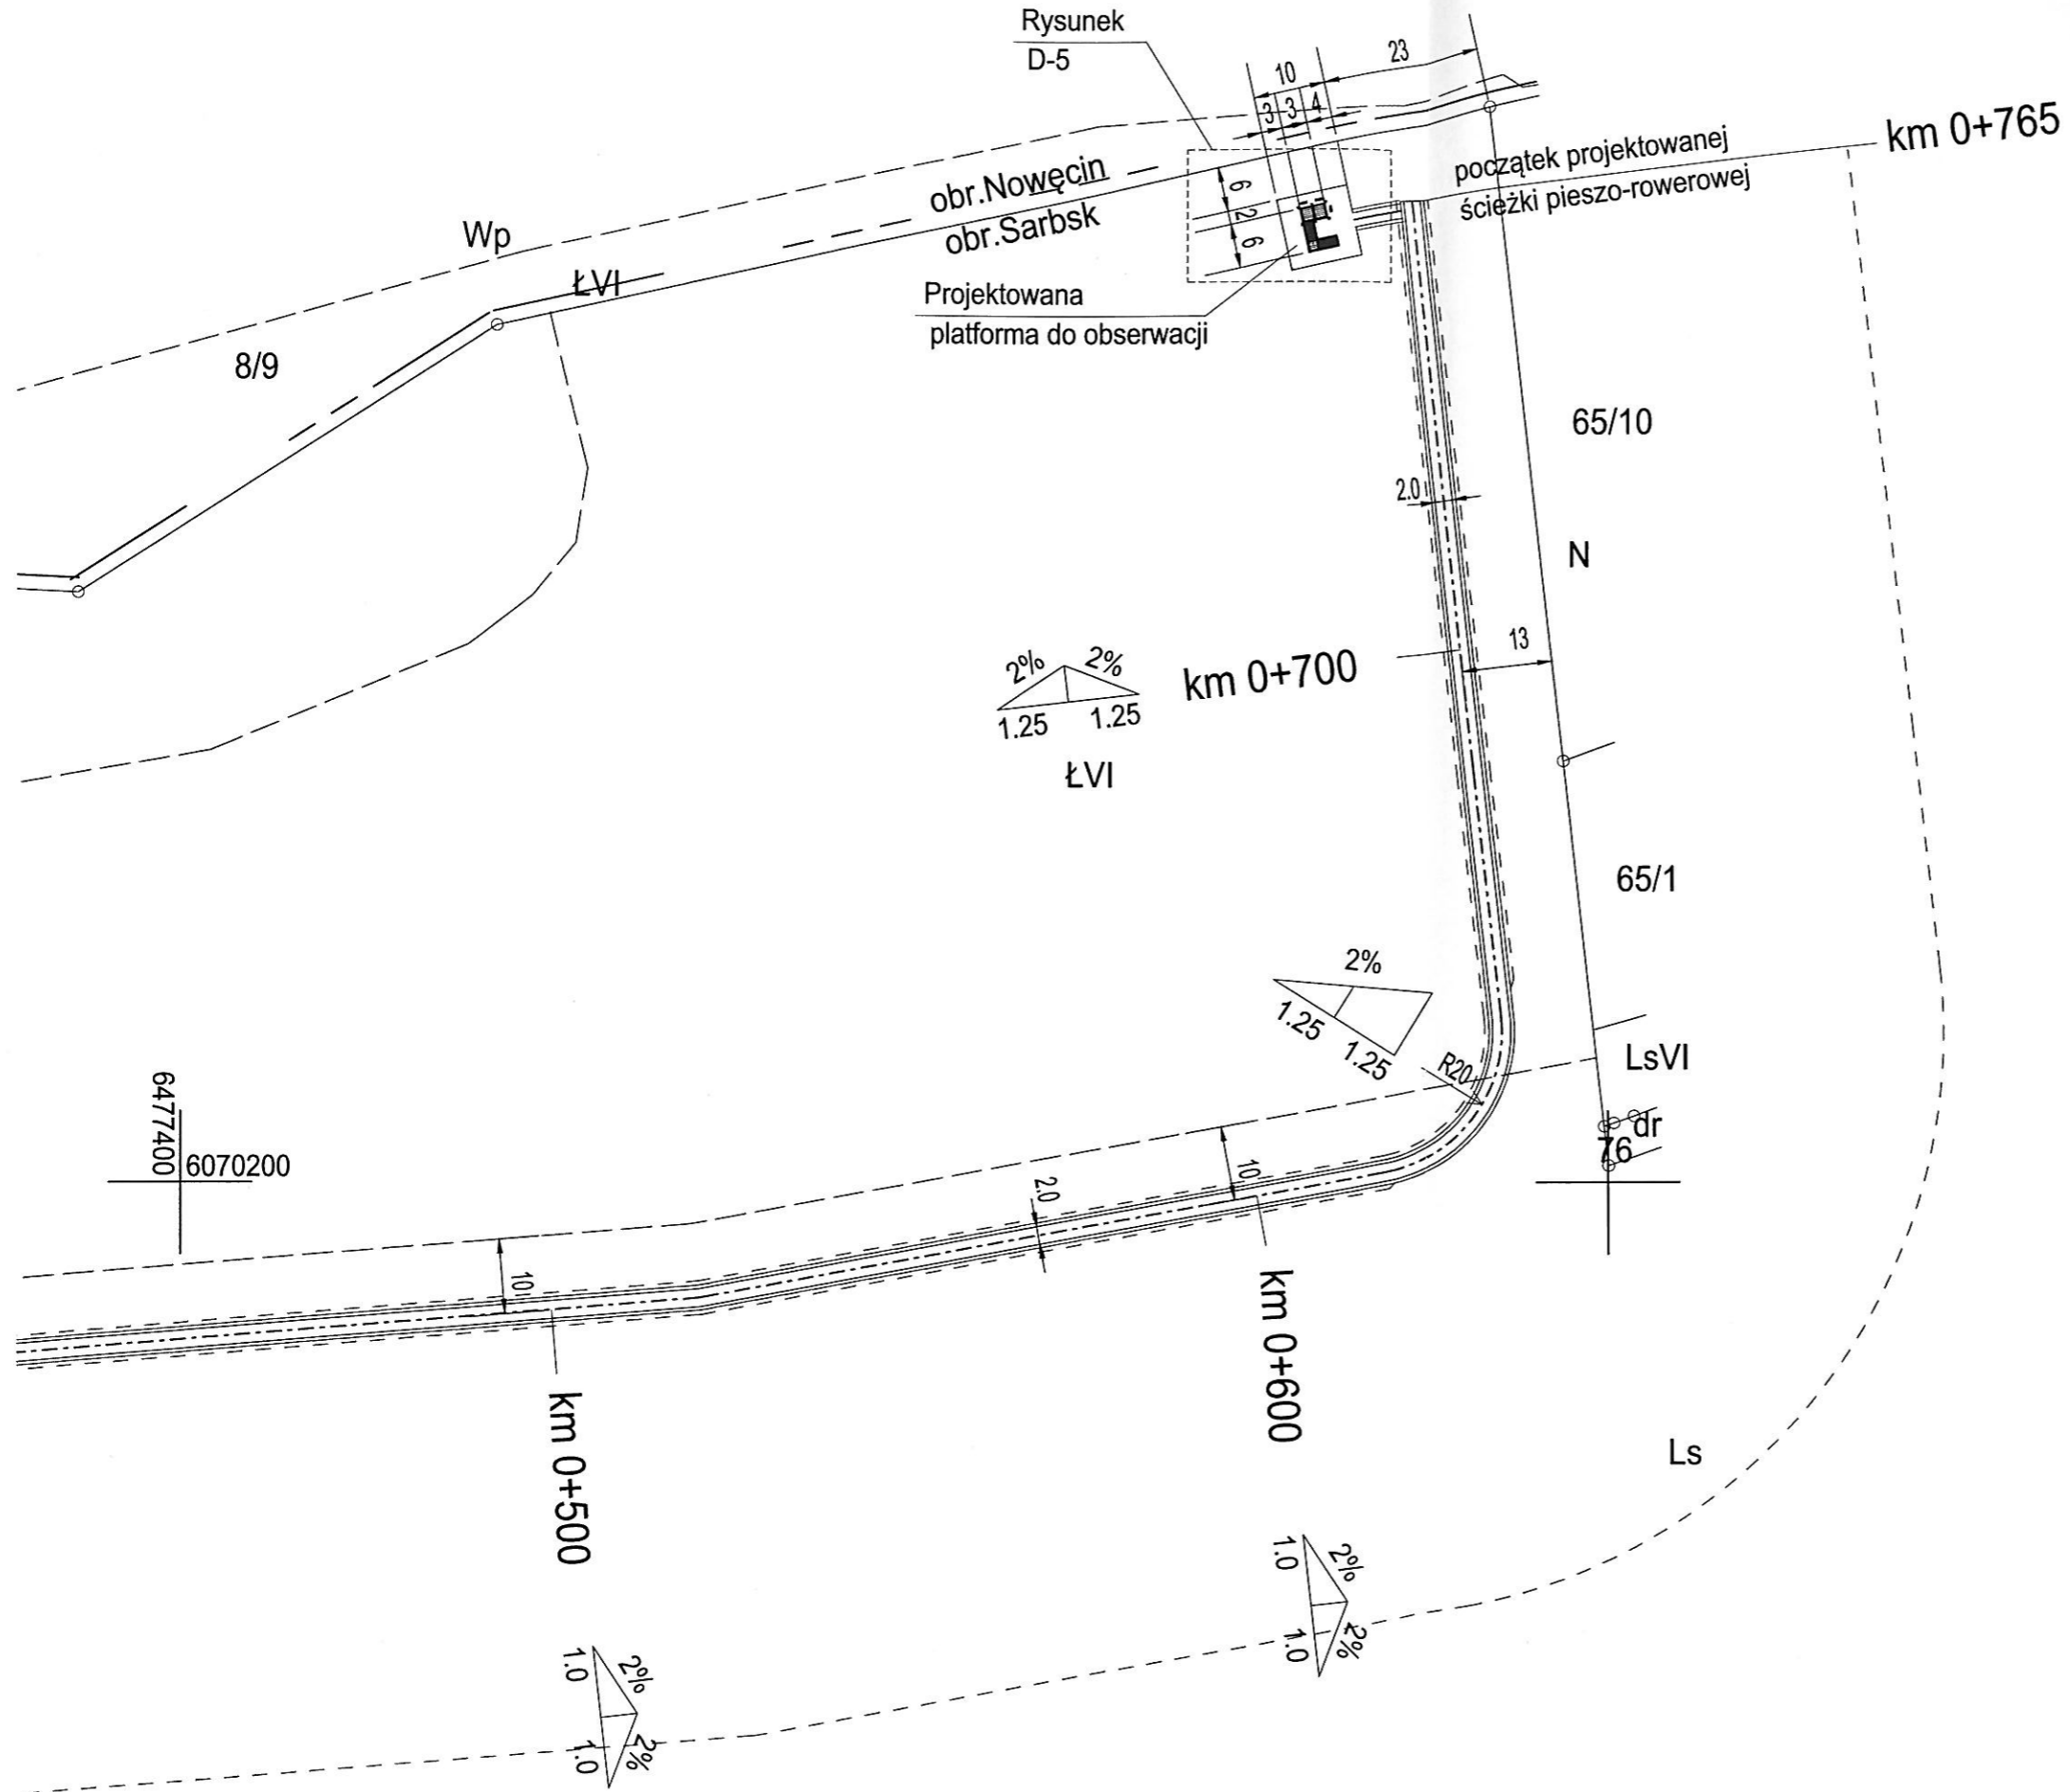 Rysunek
D-5
23
10
3 3 4
km 0+765
początek projektowanej
ścieżki pieszo-rowerowej
obr.Nowęcin
obr.Sarbsk
6
2
6
Wp
ŁVI
Projektowana
platforma do obserwacji
8/9
65/10
2.0
N
13
2% 2%
1.25 1.25
km 0+700
ŁVI
65/1
2%
1.25
1.25
R20
LsVI
dr
76
6477400
6070200
10
2.0
10
km 0+600
km 0+500
Ls
1.0 2%
1.0 2%
1.0 2%
1.0 2%